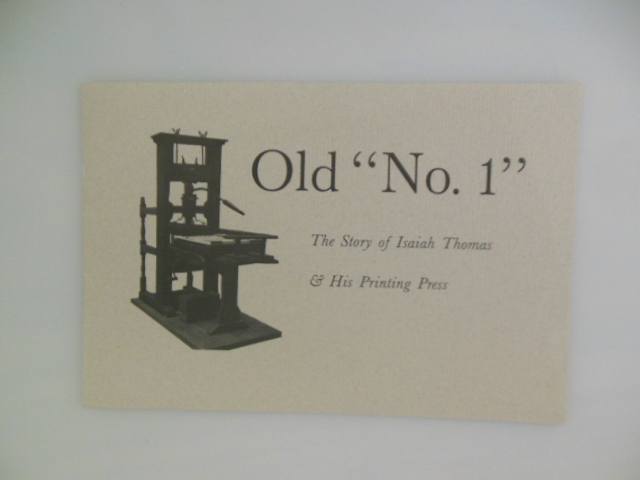 Old “No. 1”
The Story of Isaiah Thomas
& His Printing Press